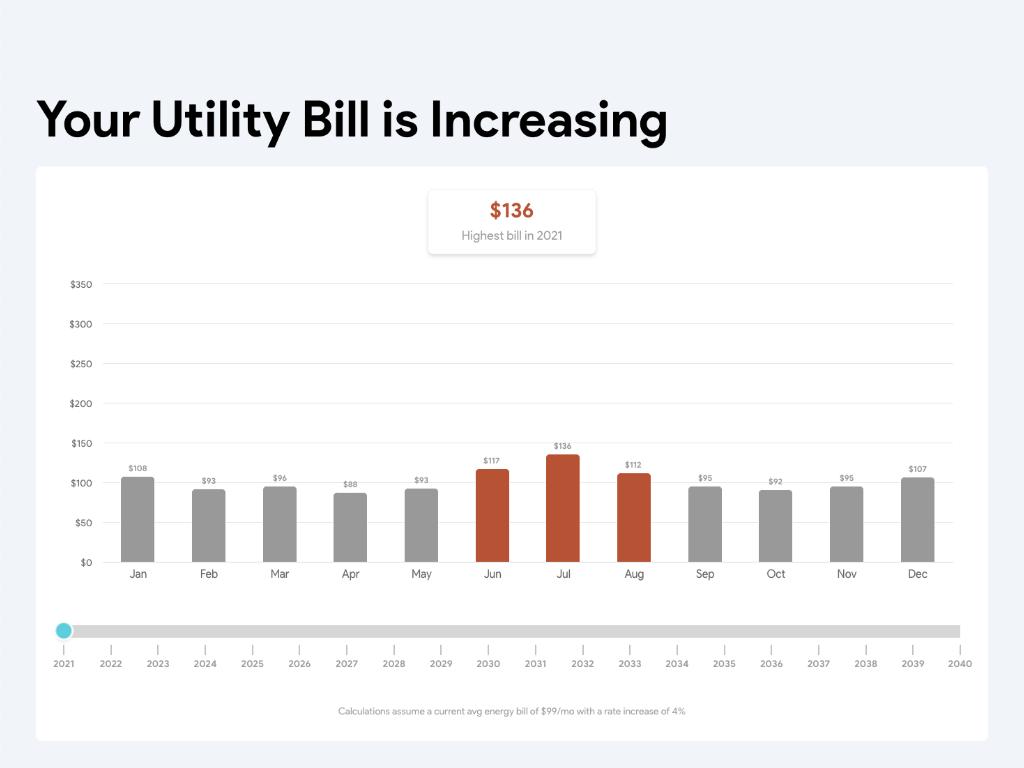 Your Utility Bill is Increasing
$136
Highest bill in 2021
$350
$300
$250
$200
$150
$100
$50
$0
$108 $93 $96 $88 $93 $117 $136 $112 $95 $92 $95 $107
Jan Feb Mar Apr May Jun Jul Aug Sep Oct Nov Dec
2021 2022 2023 2024 2025 2026 2027 2028 2029 2030 2031 2032 2033 2034 2035 2036 2037 2038 2039 2040
Calculations assume a current avg energy bill of $99/mo with a rate increase of 4%